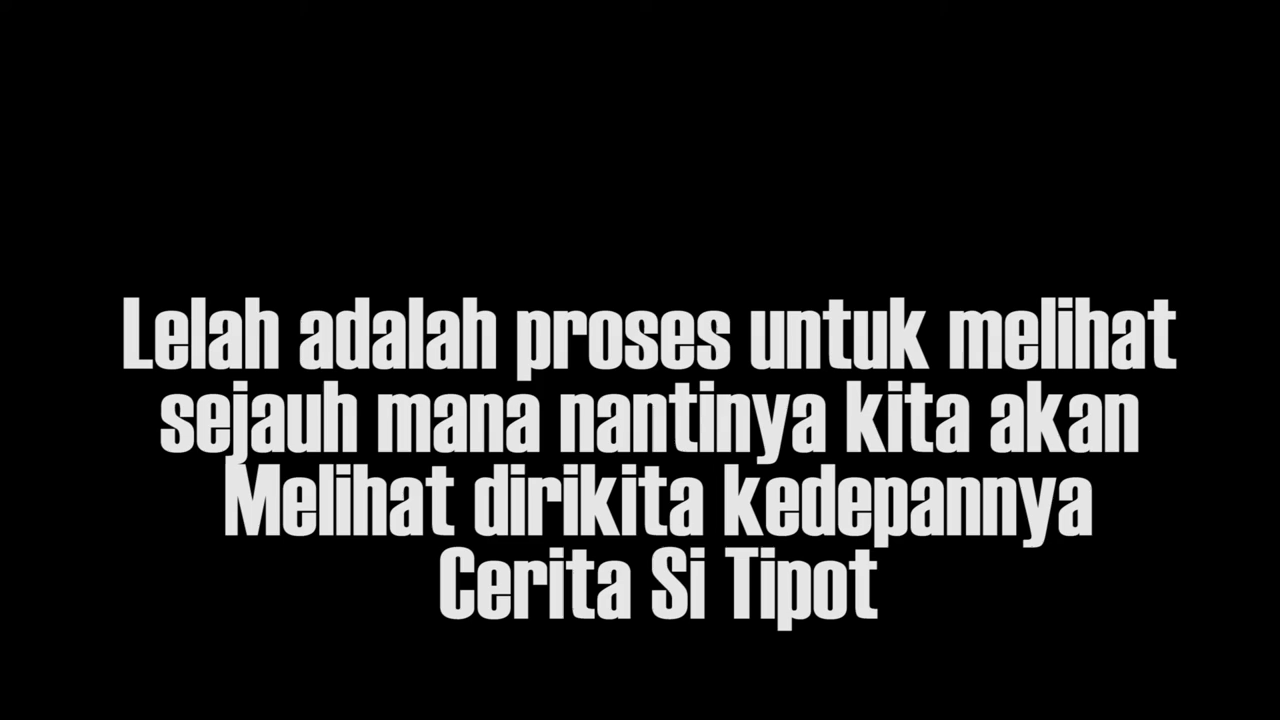 Lelah adalah proses untuk melihat
sejauh mana nantinya kita akan
Melihat dirikita kedepannya
Cerita Si Tipot